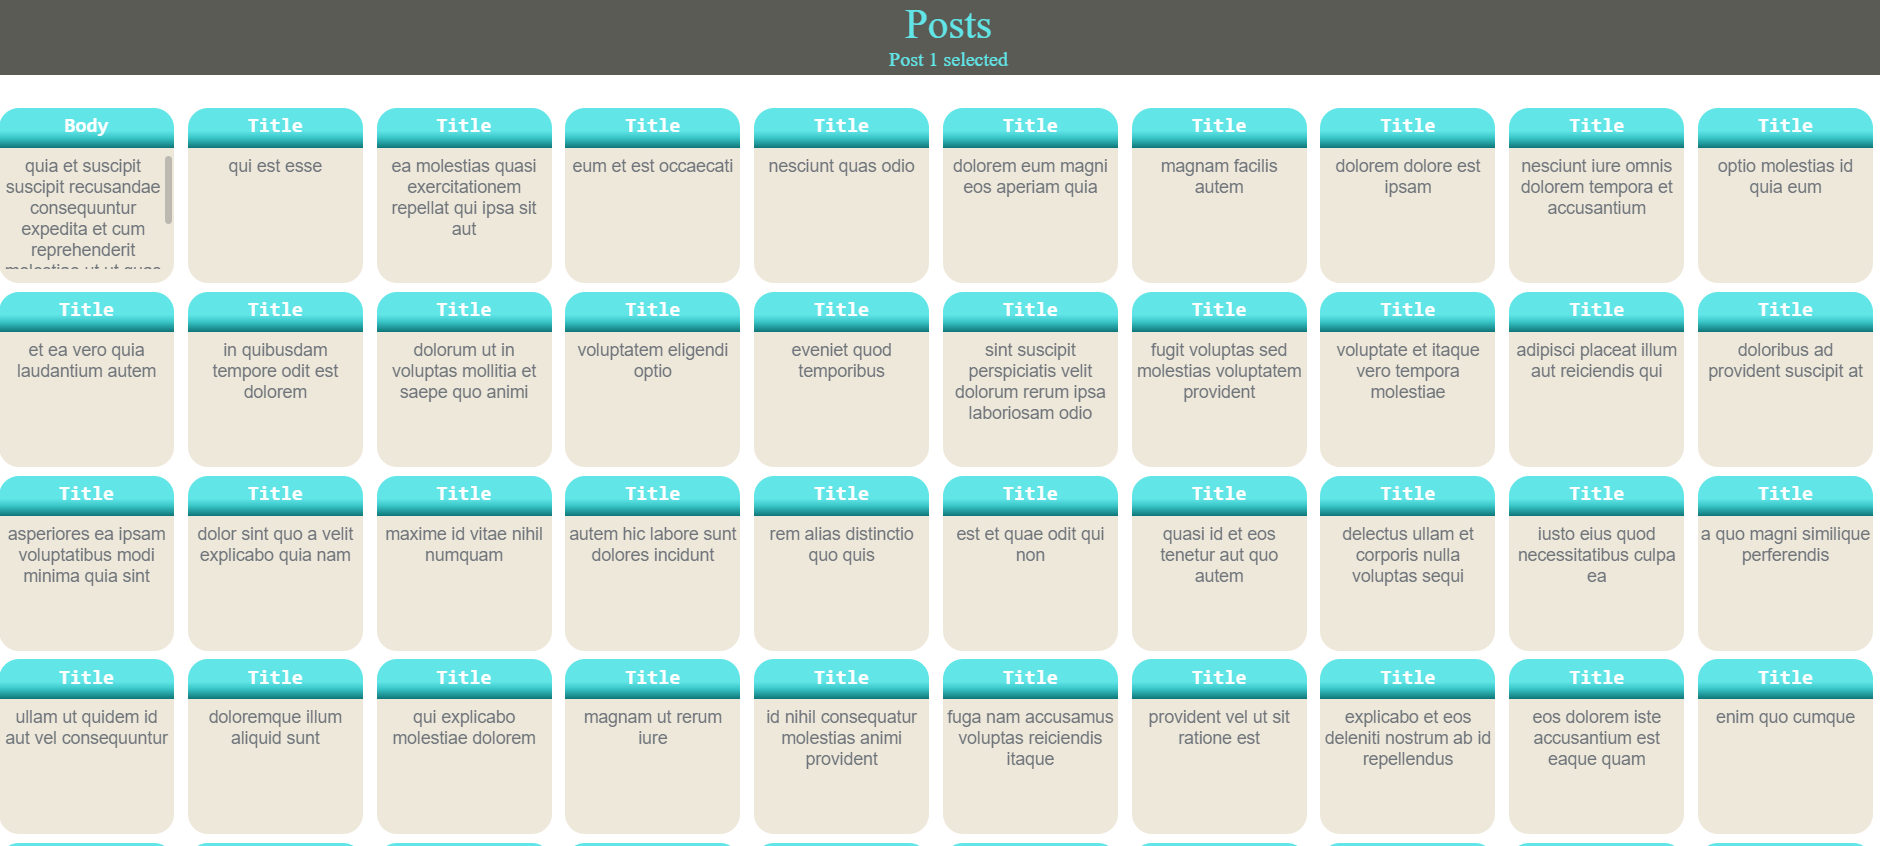 Posts
Post 1 selected
Body
quia et suscipit
suscipit recusandae
consequuntur
expedita et cum
reprehenderit
molestiae ut ut quas
Title
qui est esse
Title
ea molestias quasi
exercitationem
repellat qui ipsa sit
aut
Title
eum et est occaecati
Title
nesciunt quas odio
Title
dolorem eum magni
eos aperiam quia
Title
magnam facilis
autem
Title
dolorem dolore est
ipsam
Title
nesciunt iure omnis
dolorem tempora et
accusantium
Title
optio molestias id
quia eum
Title
et ea vero quia
laudantium autem
Title
in quibusdam
tempore odit est
dolorem
Title
dolorum ut in
voluptas mollitia et
saepe quo animi
Title
voluptatem eligendi
optio
Title
eveniet quod
temporibus
Title
sint suscipit
perspiciatis velit
dolorum rerum ipsa
laboriosam odio
Title
fugit voluptas sed
molestias voluptatem
provident
Title
voluptate et itaque
vero tempora
molestiae
Title
adipisci placeat illum
aut reiciendis qui
Title
doloribus ad
provident suscipit at
Title
asperiores ea ipsam
voluptatibus modi
minima quia sint
Title
dolor sint quo a velit
explicabo quia nam
Title
maxime id vitae nihil
numquam
Title
autem hic labore sunt
dolores incidunt
Title
rem alias distinctio
quo quis
Title
est et quae odit qui
non
Title
quasi id et eos
tenetur aut quo
autem
Title
delectus ullam et
corporis nulla
voluptas sequi
Title
iusto eius quod
necessitatibus culpa
ea
Title
a quo magni similique
perferendis
Title
ullam ut quidem id
aut vel consequuntur
Title
doloremque illum
aliquid sunt
Title
qui explicabo
molestiae dolorem
Title
magnam ut rerum
iure
Title
id nihil consequatur
molestias animi
provident
Title
fuga nam accusamus
voluptas reiciendis
itaque
Title
provident vel ut sit
ratione est
Title
explicabo et eos
deleniti nostrum ab id
repellendus
Title
eos dolorem iste
accusantium est
eaque quam
Title
enim quo cumque